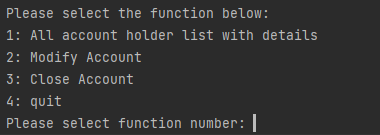 Please select the function below:
1: All account holder list with details
2: Modify Account
3: Close Account
4: quit
Please select function number: